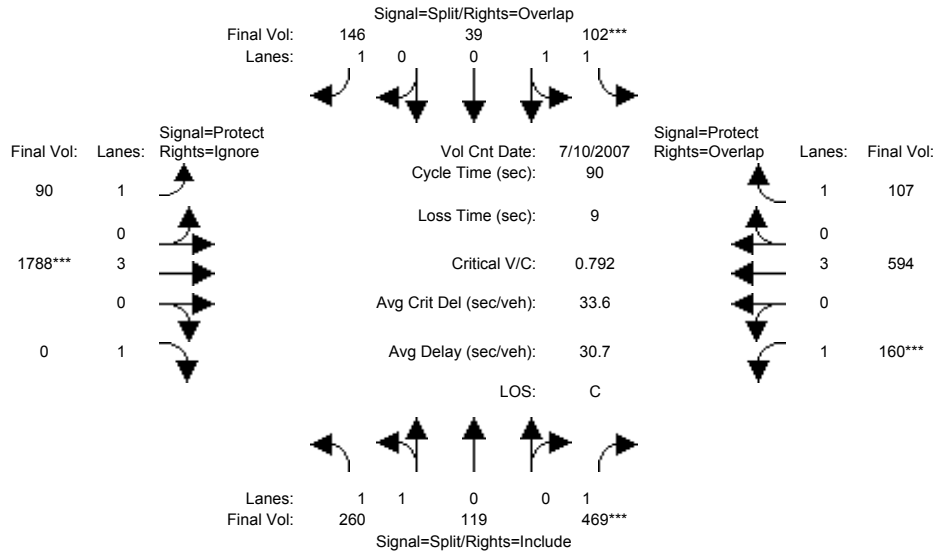 Signal=Split/Rights=Overlap
Final Vol: 146 39 102***
Lanes: 1 0 0 1 1
Signal=Protect Signal=Protect
Final Vol: Lanes: Rights=Ignore Vol Cnt Date: 7/10/2007 Rights=Overlap Lanes: Final Vol:
Cycle Time (sec): 90
90 1 1 107
Loss Time (sec): 9
0 0
1788*** 3 Critical V/C: 0.792 3 594
0 Avg Crit Del (sec/veh): 33.6 0
0 1 Avg Delay (sec/veh): 30.7 1 160***
LOS: C
Lanes: 1 1 0 0 1
Final Vol: 260 119 469***
Signal=Split/Rights=Include